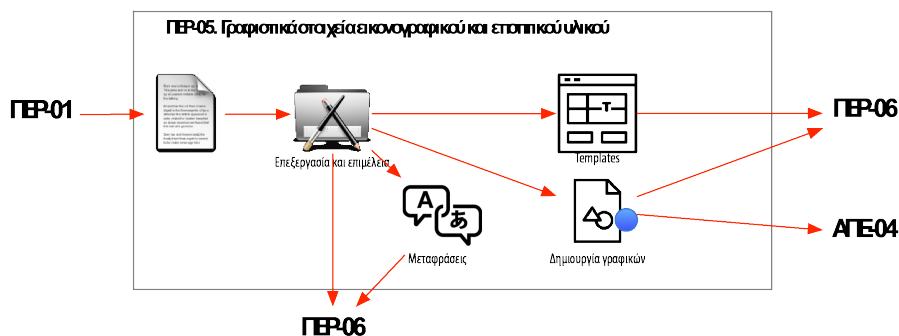 ΠΕΡ-05. Γραφιστικά στοιχεία εικονογραφικού και εποπτικού υλικού
ΠΕΡ-01
ΠΕΡ-06
Επεξεργασία και επιμέλεια
Templates
A
あ
T
Μεταφράσεις
Δημιουργία γραφικών
ΑΠΕ-04
ΠΕΡ-06